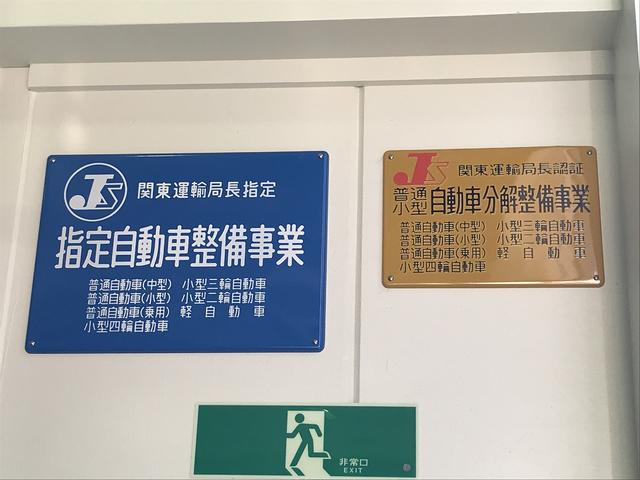 JS 関東運輸局長指定
指定自動車整備事業
普通自動車(中型) 小型三輪自動車
普通自動車(小型) 小型二輪自動車
普通自動車(乗用) 軽自動車
小型四輪自動車
JS 関東運輸局長認証
普通
小型 自動車分解整備事業
普通自動車(中型) 小型三輪自動車
普通自動車(小型) 小型二輪自動車
普通自動車(乗用) 軽自動車
小型四輪自動車
非常口
EXIT